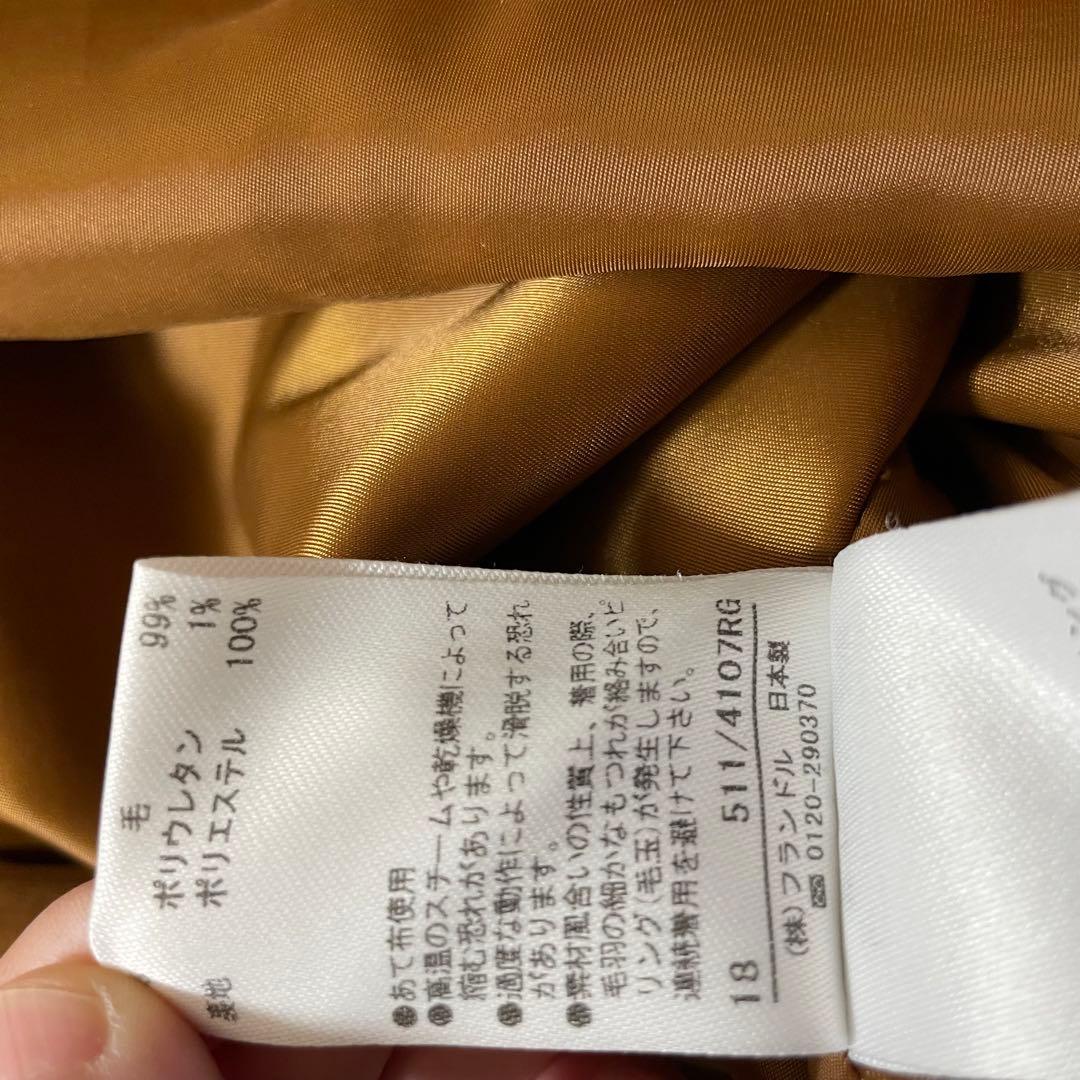 毛 99%
ポリウレタン 1%
裏地 ポリエステル 100%
あて布使用
高温のスチームや乾燥機によって
縮む恐れがあります。
過度な動作によって滑脱する恐れ
があります。
素材風合いの性質上、着用の際、
毛羽の細かなもつれが絡み合いピ
リング(毛玉)が発生しますので、
連続着用を避けて下さい。
18 511/4107RG
(株)フランドル 日本製
0120-290370